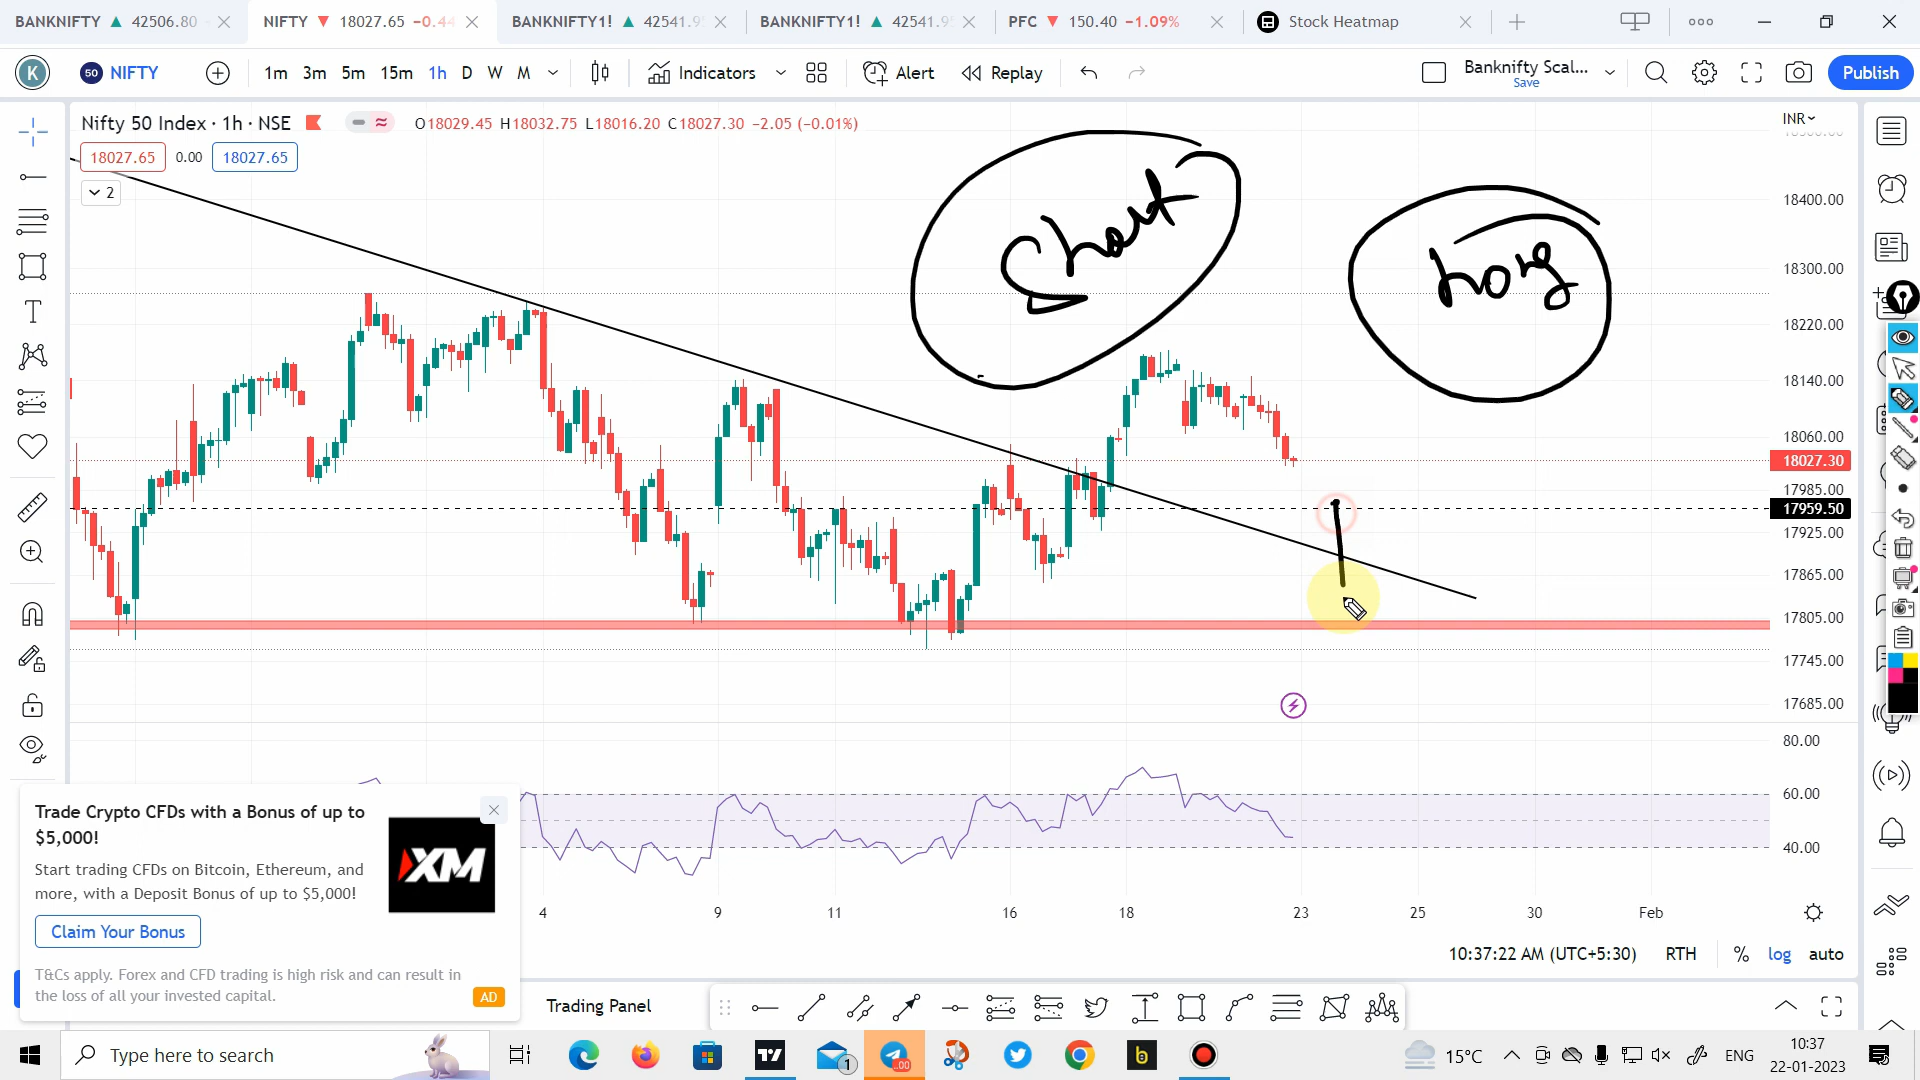 BANKNIFTY ▲ 42506.80
NIFTY ▼ 18027.65 −0.44
BANKNIFTY1! ▲ 42541.9
BANKNIFTY1! ▲ 42541.95
PFC ▼ 150.40 −1.09%
Stock Heatmap
K
50 NIFTY
1m 3m 5m 15m 1h D W M
Indicators
Alert
Replay
Banknifty Scal...
Save
Publish
Nifty 50 Index · 1h · NSE
O18029.45 H18032.75 L18016.20 C18027.30 −2.05 (−0.01%)
INR
18027.65 0.00 18027.65
2
Short
Long
18400.00
18300.00
18220.00
18140.00
18060.00
18027.30
17985.00
17959.50
17925.00
17865.00
17805.00
17745.00
17685.00
80.00
60.00
40.00
Trade Crypto CFDs with a Bonus of up to
$5,000!
Start trading CFDs on Bitcoin, Ethereum, and
more, with a Deposit Bonus of up to $5,000!
XM
Claim Your Bonus
T&Cs apply. Forex and CFD trading is high risk and can result in
the loss of all your invested capital.
AD
4 9 11 16 18 23 25 30 Feb
10:37:22 AM (UTC+5:30) RTH % log auto
Trading Panel
Type here to search
1
.00
b
15°C
ENG
10:37
22-01-2023